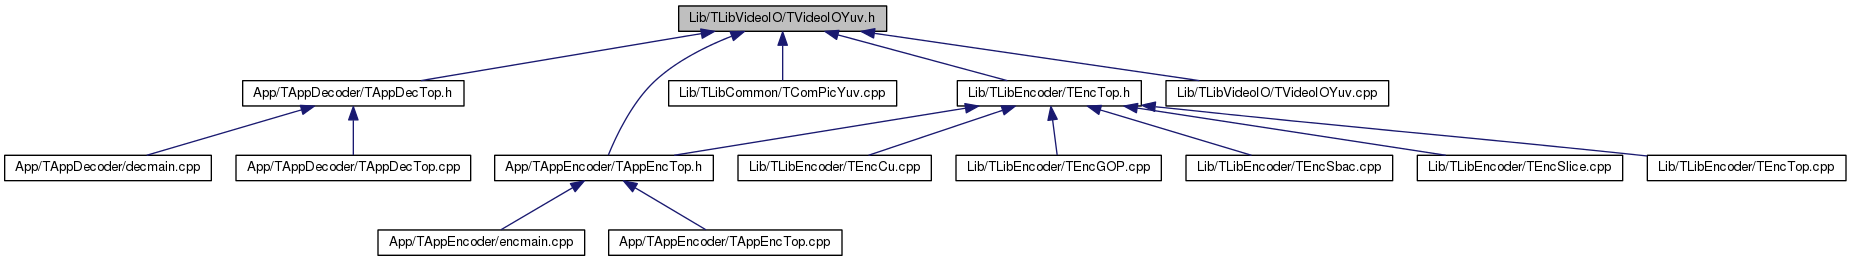 Lib/TLibVideoIO/TVideoIOYuv.h
App/TAppDecoder/TAppDecTop.h
Lib/TLibCommon/TComPicYuv.cpp
Lib/TLibEncoder/TEncTop.h
Lib/TLibVideoIO/TVideoIOYuv.cpp
App/TAppDecoder/decmain.cpp
App/TAppDecoder/TAppDecTop.cpp
App/TAppEncoder/TAppEncTop.h
Lib/TLibEncoder/TEncCu.cpp
Lib/TLibEncoder/TEncGOP.cpp
Lib/TLibEncoder/TEncSbac.cpp
Lib/TLibEncoder/TEncSlice.cpp
Lib/TLibEncoder/TEncTop.cpp
App/TAppEncoder/encmain.cpp
App/TAppEncoder/TAppEncTop.cpp